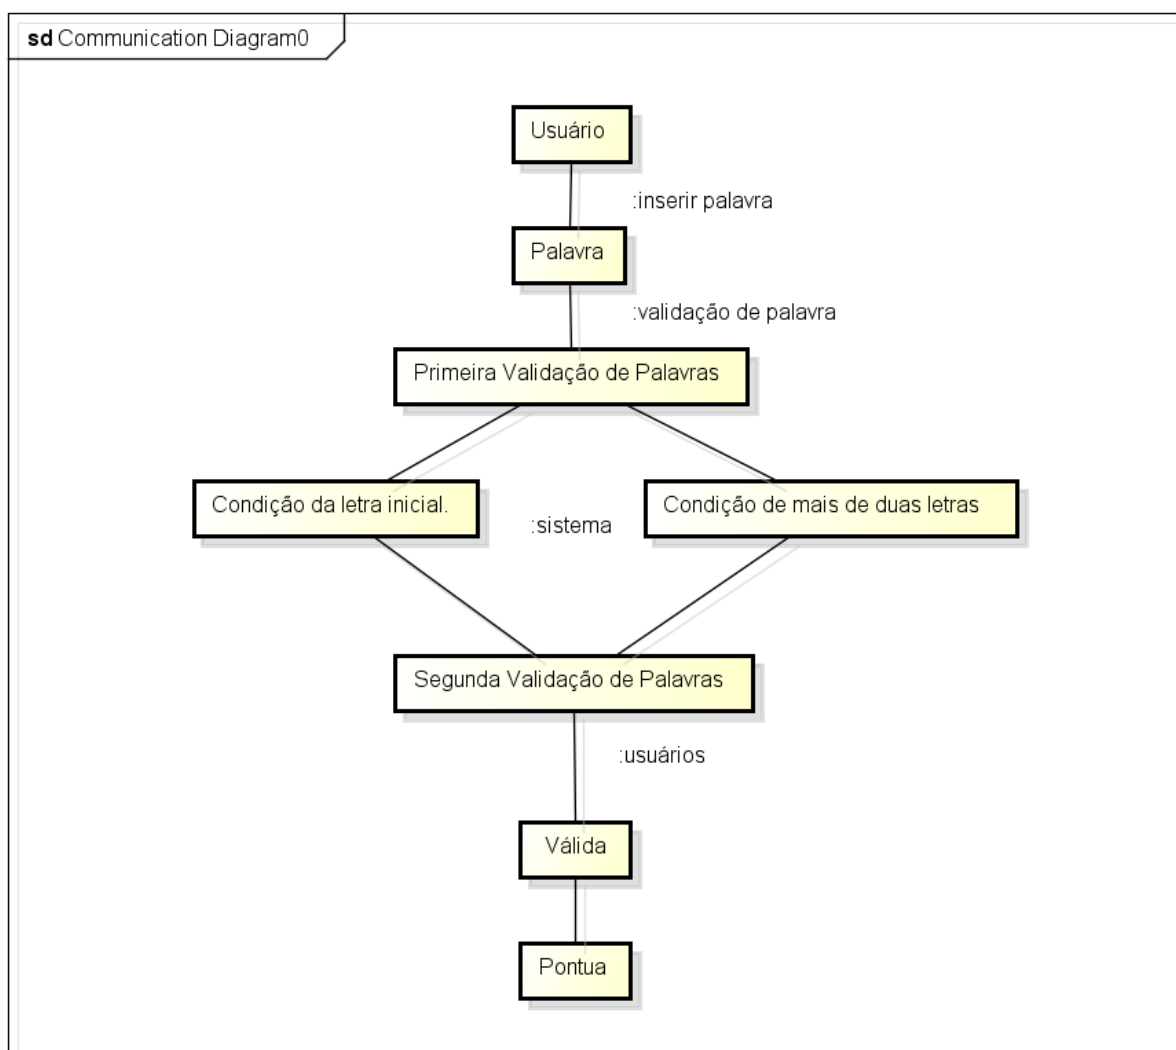 sd Communication Diagram0
Usuário
:inserir palavra
Palavra
:validação de palavra
Primeira Validação de Palavras
Condição da letra inicial.
:sistema
Condição de mais de duas letras
Segunda Validação de Palavras
:usuários
Válida
Pontua